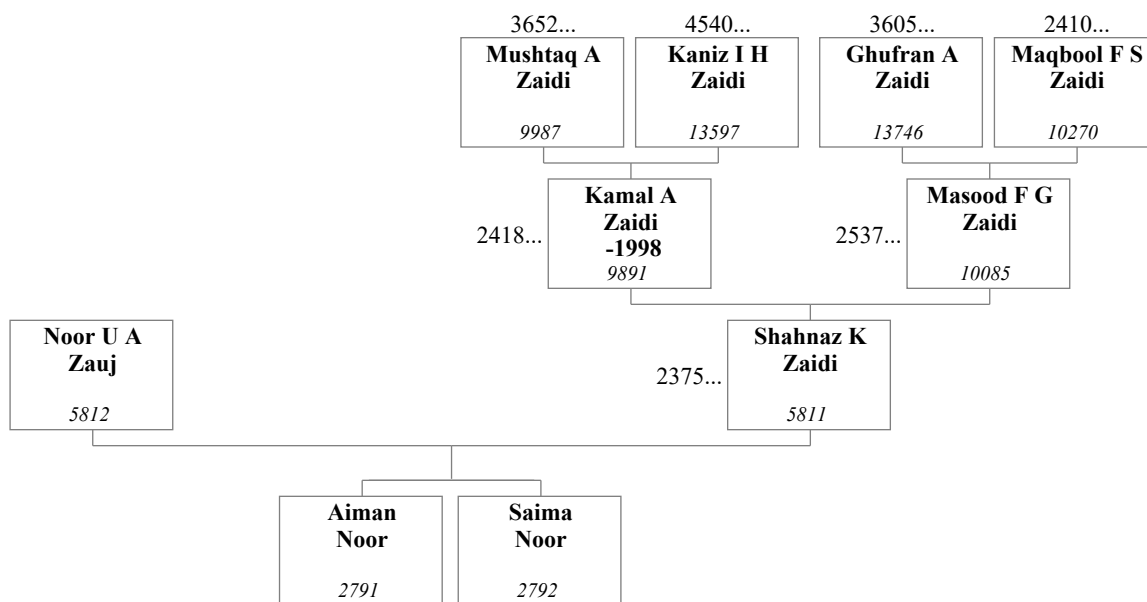 3652...
4540...
3605...
2410...
Mushtaq A
Zaidi
9987
Kaniz I H
Zaidi
13597
Ghufran A
Zaidi
13746
Maqbool F S
Zaidi
10270
2418...
Kamal A
Zaidi
-1998
9891
2537...
Masood F G
Zaidi
10085
Noor U A
Zauj
5812
2375...
Shahnaz K
Zaidi
5811
Aiman
Noor
2791
Saima
Noor
2792